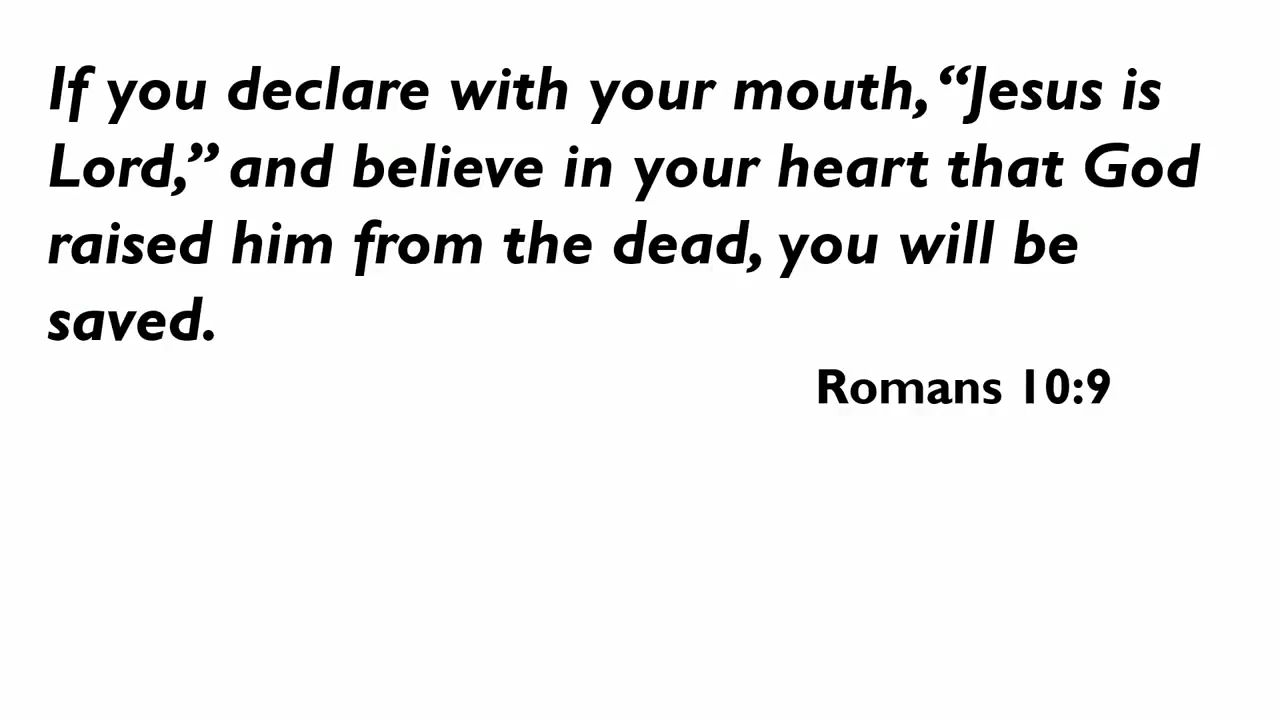 If you declare with your mouth, “Jesus is
Lord,” and believe in your heart that God
raised him from the dead, you will be
saved.
Romans 10:9